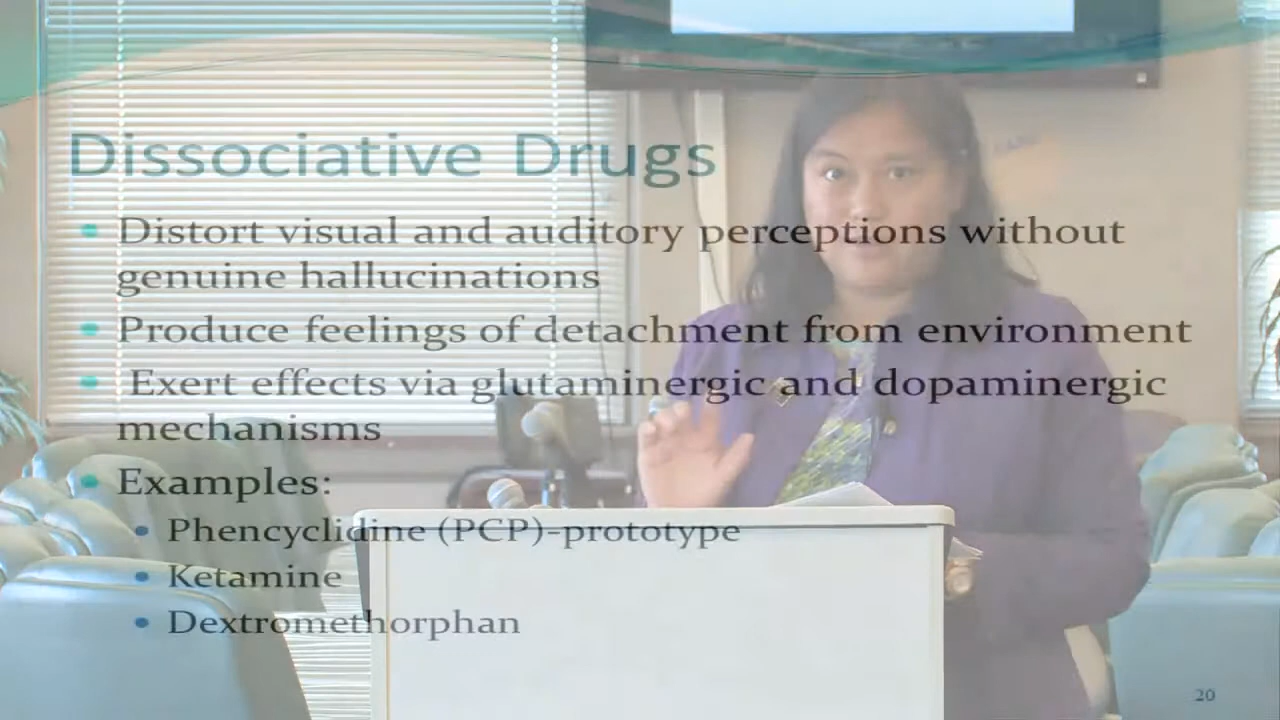 Dissociative Drugs
• Distort visual and auditory perceptions without
genuine hallucinations
• Produce feelings of detachment from environment
• Exert effects via glutaminergic and dopaminergic
mechanisms
• Examples:
• Phencyclidine (PCP)-prototype
• Ketamine
• Dextromethorphan
20